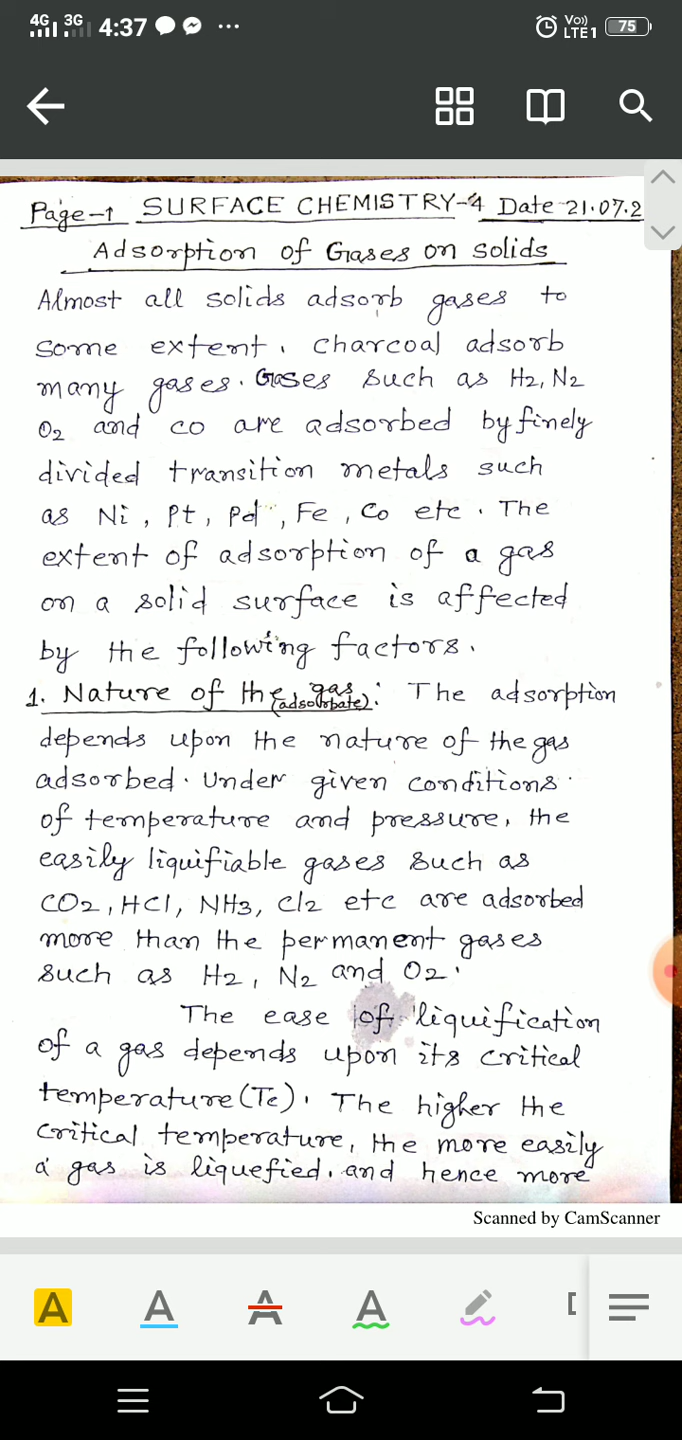 4G 3G 4:37 ... Vo)) LTE1 75
Page-1 SURFACE CHEMISTRY-4 Date 21.07.2
Adsorption of Gases on solids
Almost all solids adsorb gases to
some extent. charcoal adsorb
many gases. Gases such as H2, N2
O2 and co are adsorbed by finely
divided transition metals such
as Ni, Pt, Pd, Fe, Co etc. The
extent of adsorption of a gas
on a solid surface is affected
by the following factors.
1. Nature of the gas (adsorbate): The adsorption
depends upon the nature of the gas
adsorbed. Under given conditions
of temperature and pressure, the
easily liquifiable gases such as
CO2, HCl, NH3, Cl2 etc are adsorbed
more than the permanent gases
such as H2, N2 and O2.
The ease of liquification
of a gas depends upon its critical
temperature (Tc). The higher the
critical temperature, the more easily
a gas is liquefied. and hence more
Scanned by CamScanner
A A A A